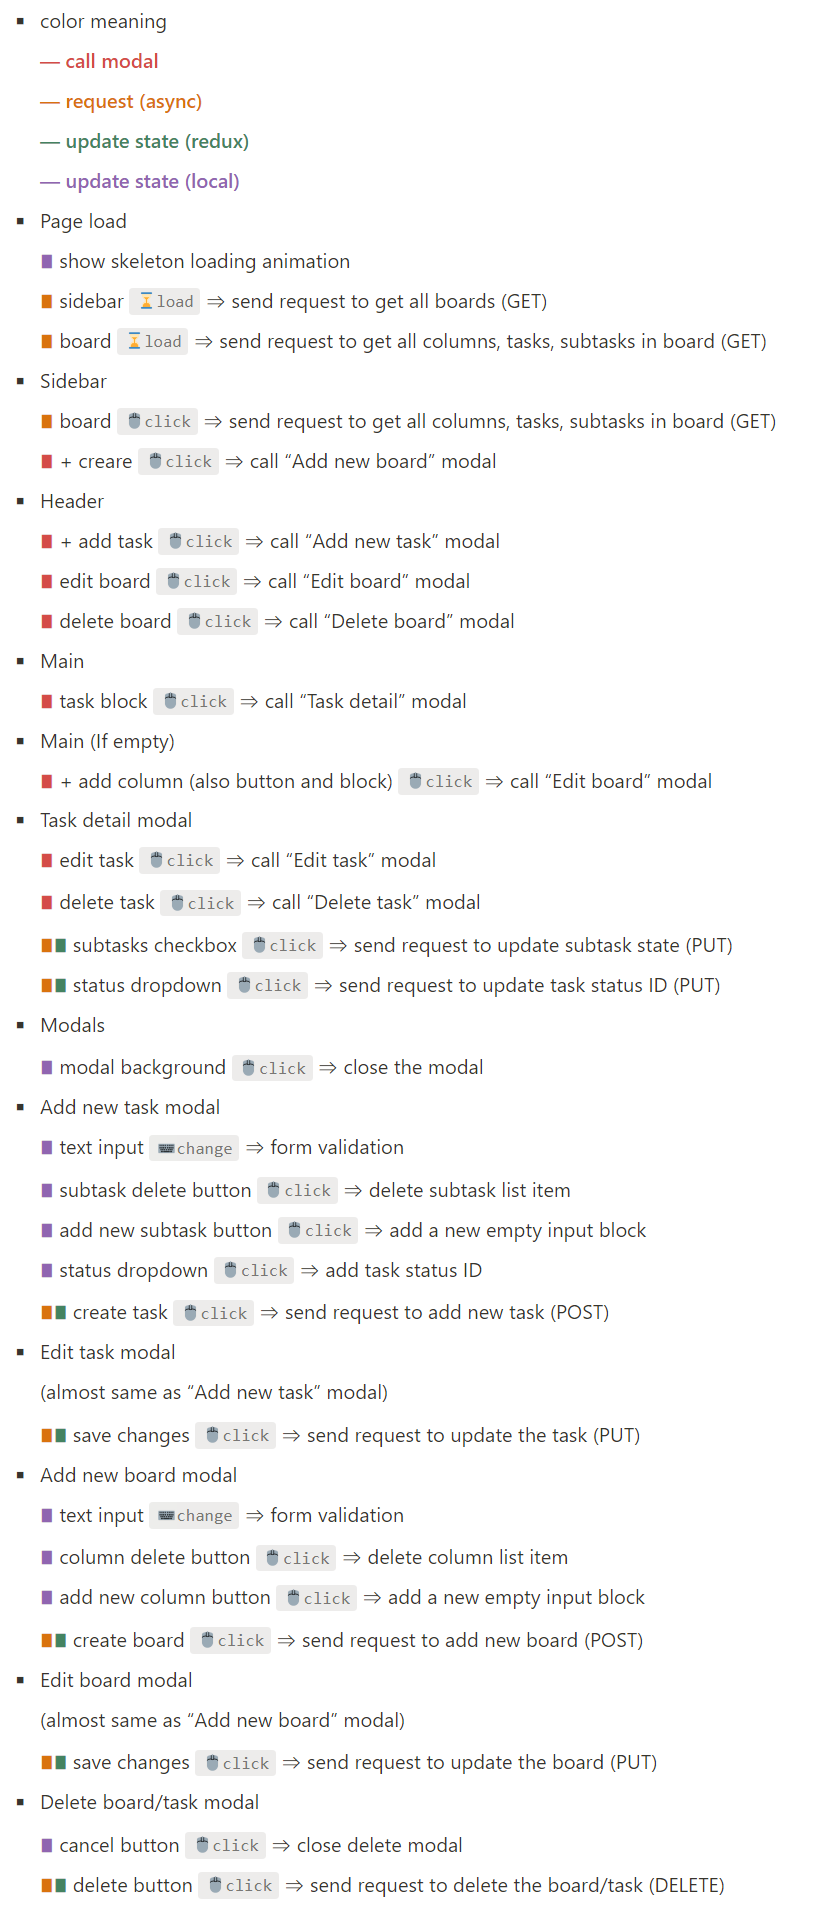 ▪ color meaning
— call modal
— request (async)
— update state (redux)
— update state (local)
▪ Page load
show skeleton loading animation
sidebar ⌛load ⇒ send request to get all boards (GET)
board ⌛load ⇒ send request to get all columns, tasks, subtasks in board (GET)
▪ Sidebar
board 🖱click ⇒ send request to get all columns, tasks, subtasks in board (GET)
+ creare 🖱click ⇒ call “Add new board” modal
▪ Header
+ add task 🖱click ⇒ call “Add new task” modal
edit board 🖱click ⇒ call “Edit board” modal
delete board 🖱click ⇒ call “Delete board” modal
▪ Main
task block 🖱click ⇒ call “Task detail” modal
▪ Main (If empty)
+ add column (also button and block) 🖱click ⇒ call “Edit board” modal
▪ Task detail modal
edit task 🖱click ⇒ call “Edit task” modal
delete task 🖱click ⇒ call “Delete task” modal
subtasks checkbox 🖱click ⇒ send request to update subtask state (PUT)
status dropdown 🖱click ⇒ send request to update task status ID (PUT)
▪ Modals
modal background 🖱click ⇒ close the modal
▪ Add new task modal
text input ⌨change ⇒ form validation
subtask delete button 🖱click ⇒ delete subtask list item
add new subtask button 🖱click ⇒ add a new empty input block
status dropdown 🖱click ⇒ add task status ID
create task 🖱click ⇒ send request to add new task (POST)
▪ Edit task modal
(almost same as “Add new task” modal)
save changes 🖱click ⇒ send request to update the task (PUT)
▪ Add new board modal
text input ⌨change ⇒ form validation
column delete button 🖱click ⇒ delete column list item
add new column button 🖱click ⇒ add a new empty input block
create board 🖱click ⇒ send request to add new board (POST)
▪ Edit board modal
(almost same as “Add new board” modal)
save changes 🖱click ⇒ send request to update the board (PUT)
▪ Delete board/task modal
cancel button 🖱click ⇒ close delete modal
delete button 🖱click ⇒ send request to delete the board/task (DELETE)